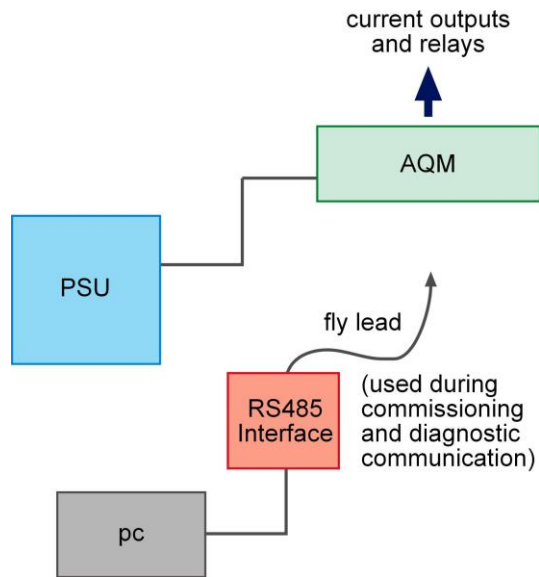 current outputs
and relays
AQM
PSU
fly lead
RS485
Interface
(used during
commissioning
and diagnostic
communication)
pc